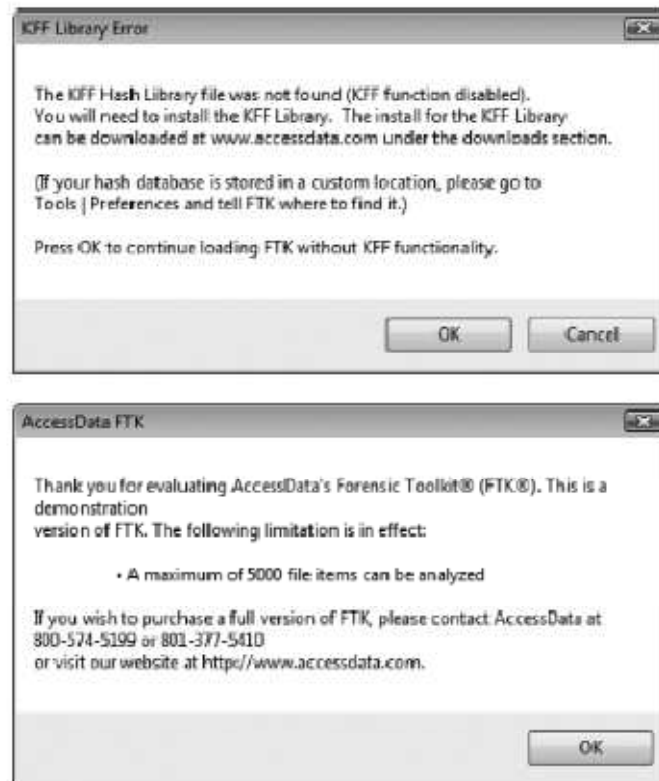 KFF Library Error
The KFF Hash Library file was not found (KFF function disabled).
You will need to install the KFF Library. The install for the KFF Library
can be downloaded at www.accessdata.com under the downloads section.
(If your hash database is stored in a custom location, please go to
Tools | Preferences and tell FTK where to find it.)
Press OK to continue loading FTK without KFF functionality.
OK
Cancel
AccessData FTK
Thank you for evaluating AccessData's Forensic Toolkit® (FTK®). This is a
demonstration
version of FTK. The following limitation is in effect:
• A maximum of 5000 file items can be analyzed
If you wish to purchase a full version of FTK, please contact AccessData at
800-574-5199 or 801-377-5410
or visit our website at http://www.accessdata.com.
OK